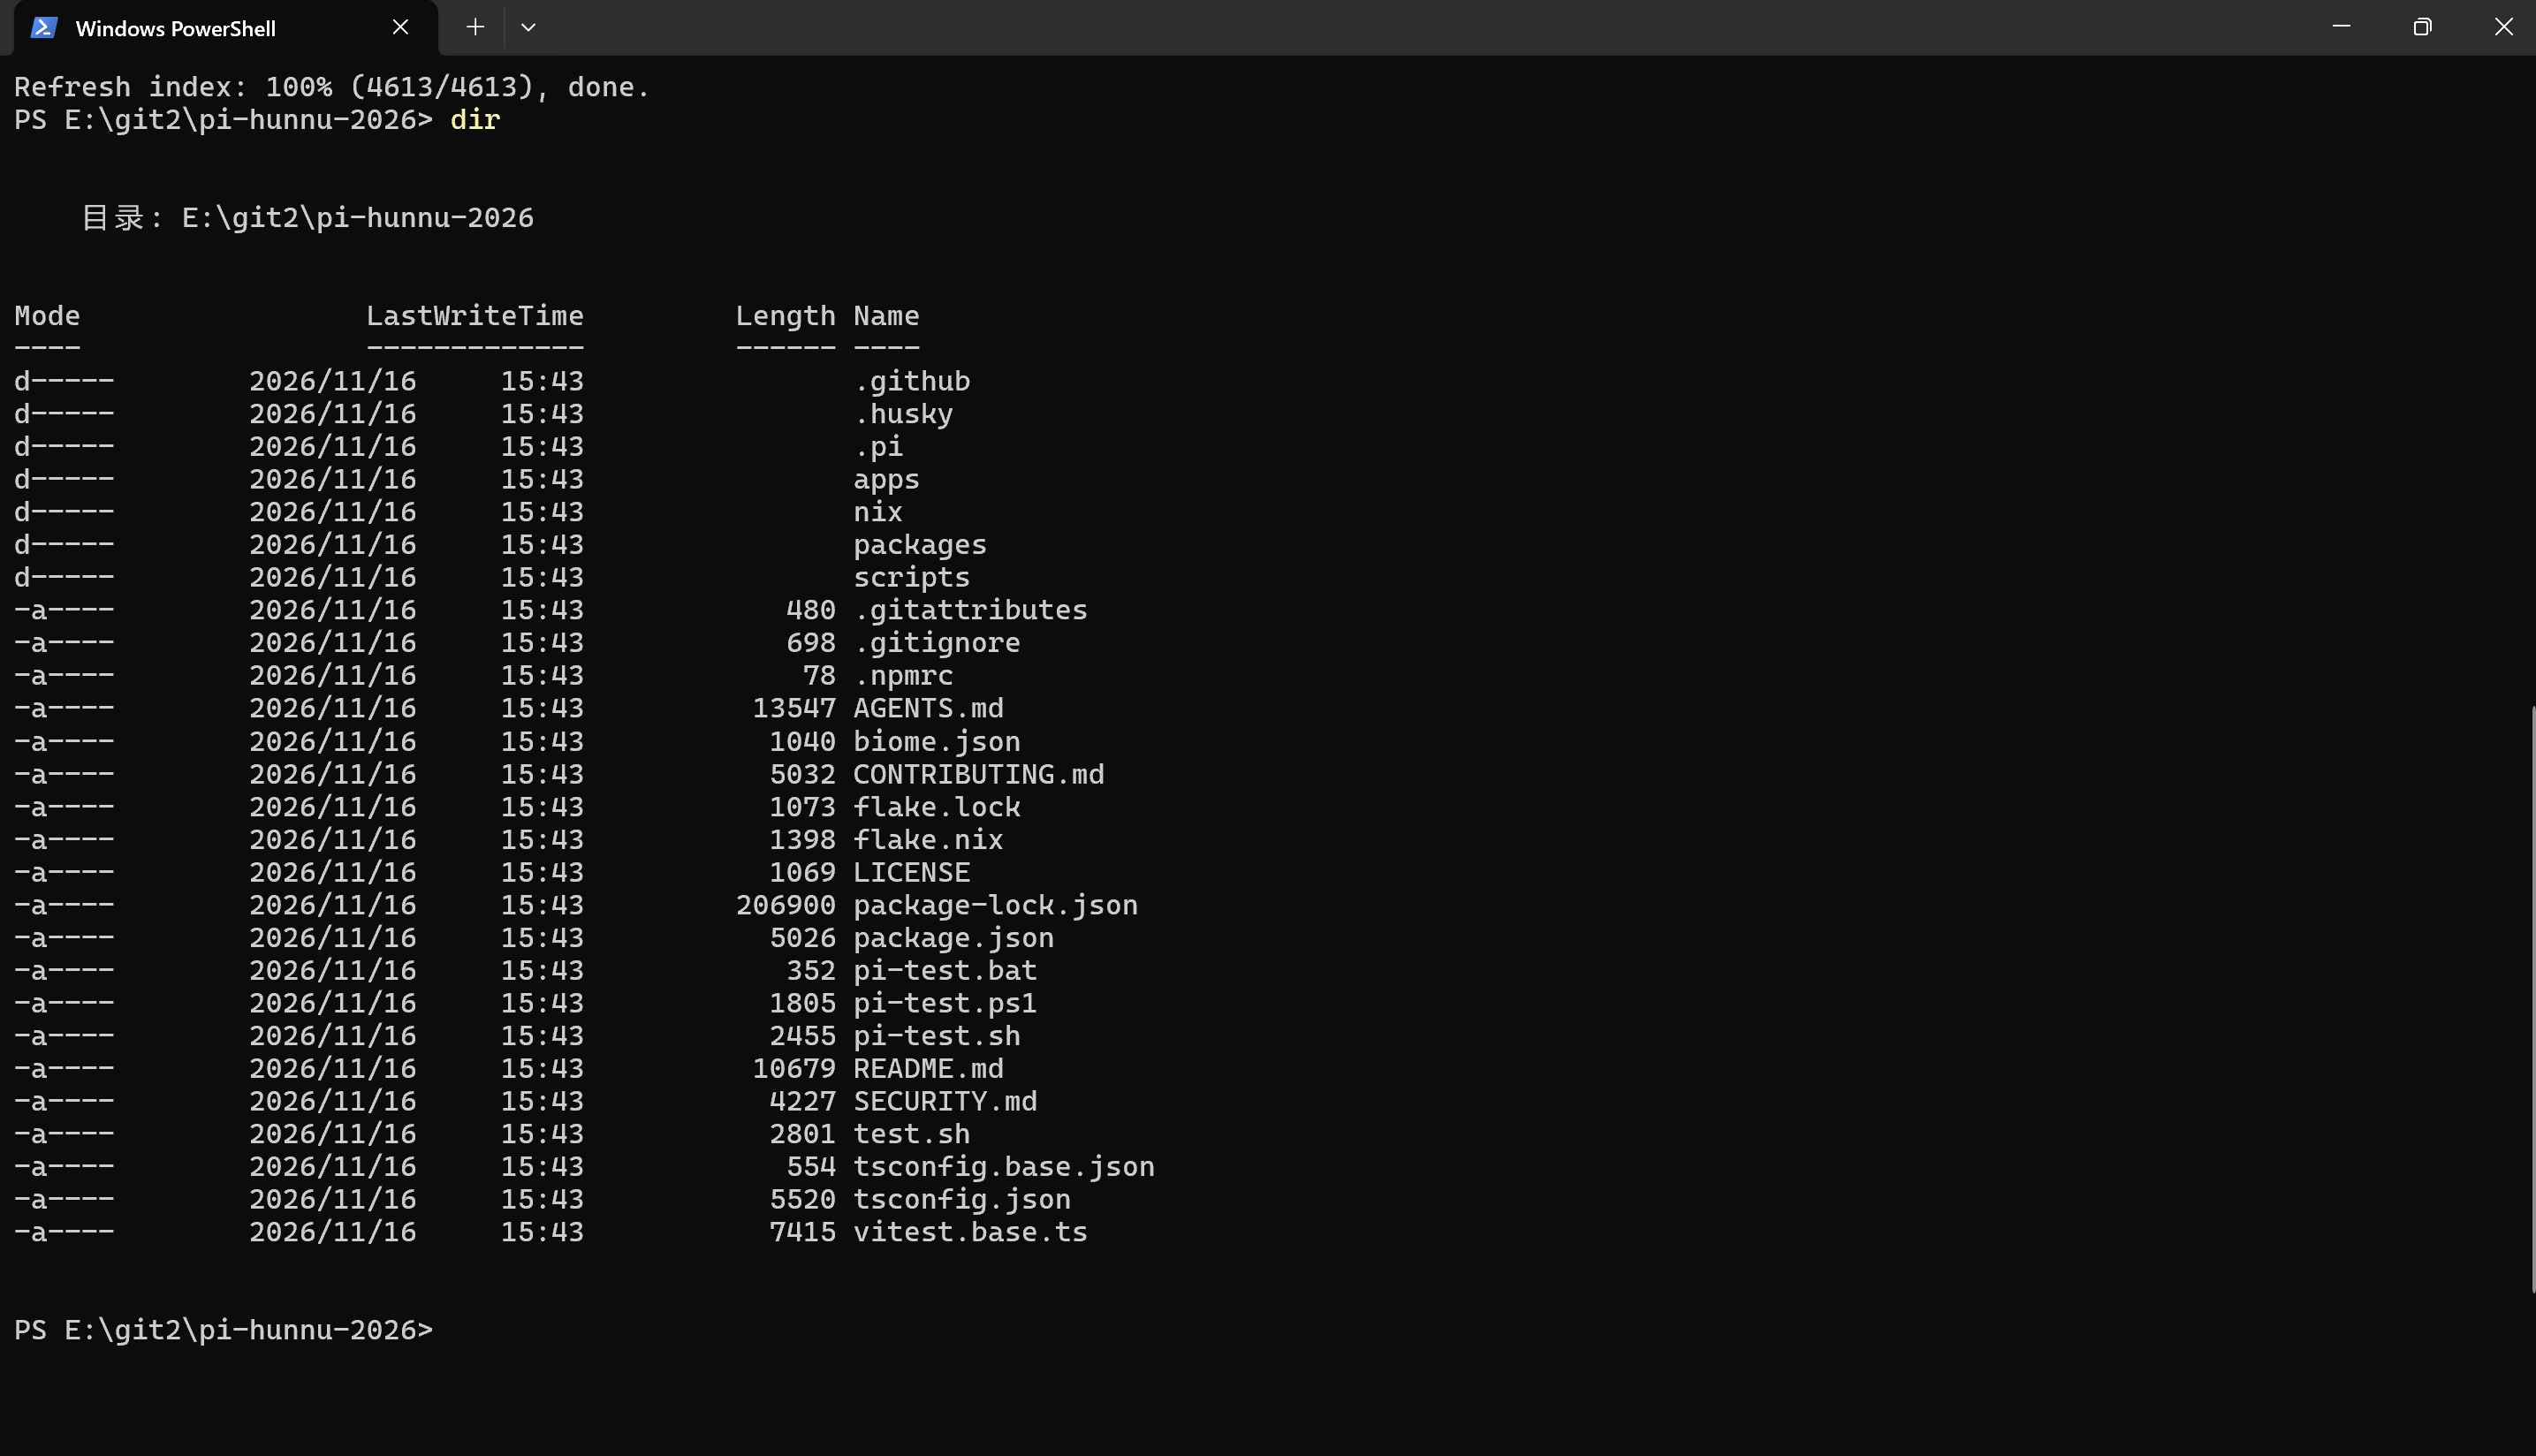 Windows PowerShell
Refresh index: 100% (4613/4613), done.
PS E:\git2\pi-hunnu-2026> dir
目录: E:\git2\pi-hunnu-2026
Mode                 LastWriteTime         Length Name
----                 -------------         ------ ----
d-----        2026/11/16     15:43                .github
d-----        2026/11/16     15:43                .husky
d-----        2026/11/16     15:43                .pi
d-----        2026/11/16     15:43                apps
d-----        2026/11/16     15:43                nix
d-----        2026/11/16     15:43                packages
d-----        2026/11/16     15:43                scripts
-a----        2026/11/16     15:43            480 .gitattributes
-a----        2026/11/16     15:43            698 .gitignore
-a----        2026/11/16     15:43             78 .npmrc
-a----        2026/11/16     15:43          13547 AGENTS.md
-a----        2026/11/16     15:43           1040 biome.json
-a----        2026/11/16     15:43           5032 CONTRIBUTING.md
-a----        2026/11/16     15:43           1073 flake.lock
-a----        2026/11/16     15:43           1398 flake.nix
-a----        2026/11/16     15:43           1069 LICENSE
-a----        2026/11/16     15:43         206900 package-lock.json
-a----        2026/11/16     15:43           5026 package.json
-a----        2026/11/16     15:43            352 pi-test.bat
-a----        2026/11/16     15:43           1805 pi-test.ps1
-a----        2026/11/16     15:43           2455 pi-test.sh
-a----        2026/11/16     15:43          10679 README.md
-a----        2026/11/16     15:43           4227 SECURITY.md
-a----        2026/11/16     15:43           2801 test.sh
-a----        2026/11/16     15:43            554 tsconfig.base.json
-a----        2026/11/16     15:43           5520 tsconfig.json
-a----        2026/11/16     15:43           7415 vitest.base.ts
PS E:\git2\pi-hunnu-2026>